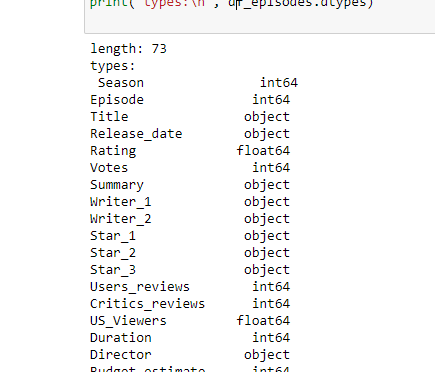 print( types:\n , df_episodes.dtypes)
length: 73
types:
Season int64
Episode int64
Title object
Release_date object
Rating float64
Votes int64
Summary object
Writer_1 object
Writer_2 object
Star_1 object
Star_2 object
Star_3 object
Users_reviews int64
Critics_reviews int64
US_Viewers float64
Duration int64
Director object
Budget_estimate int64